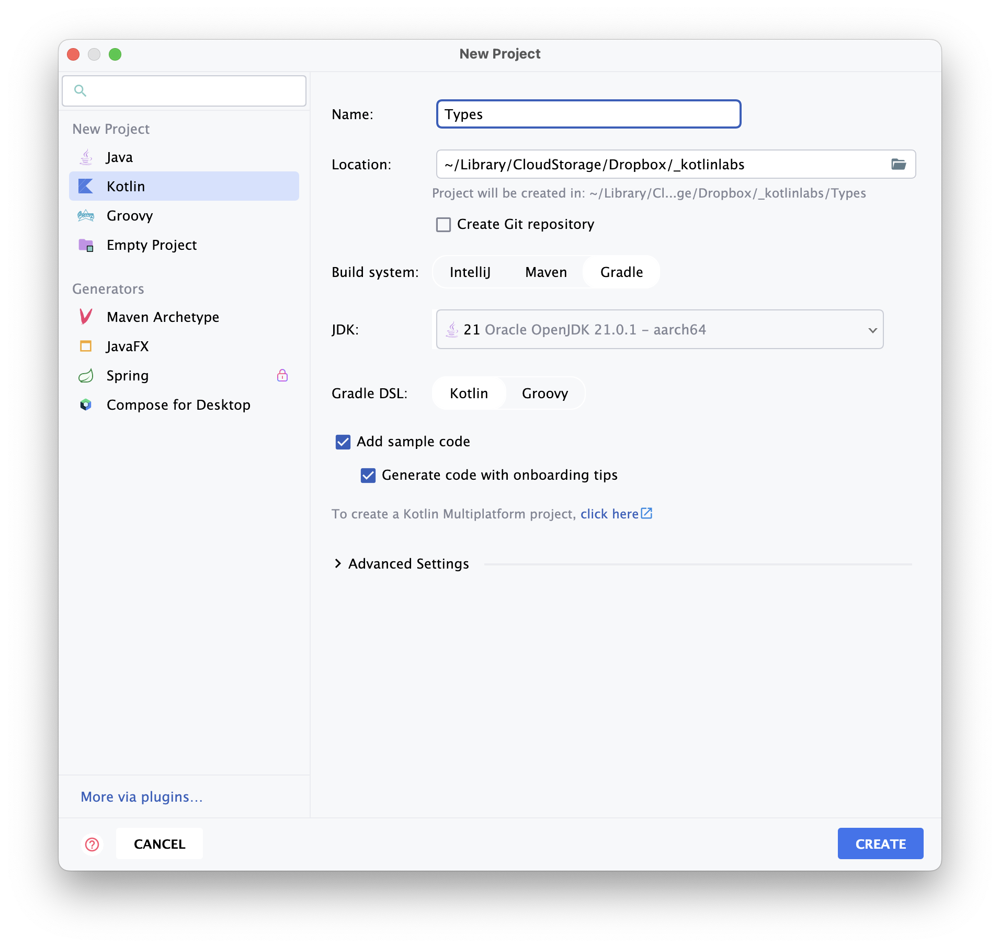 New Project
New Project
Java
Kotlin
Groovy
Empty Project
Generators
Maven Archetype
JavaFX
Spring
Compose for Desktop
More via plugins...
Name: Types
Location: ~/Library/CloudStorage/Dropbox/_kotlinlabs
Project will be created in: ~/Library/Cl...ge/Dropbox/_kotlinlabs/Types
Create Git repository
Build system: IntelliJ Maven Gradle
JDK: 21 Oracle OpenJDK 21.0.1 – aarch64
Gradle DSL: Kotlin Groovy
Add sample code
Generate code with onboarding tips
To create a Kotlin Multiplatform project, click here
Advanced Settings
? CANCEL CREATE